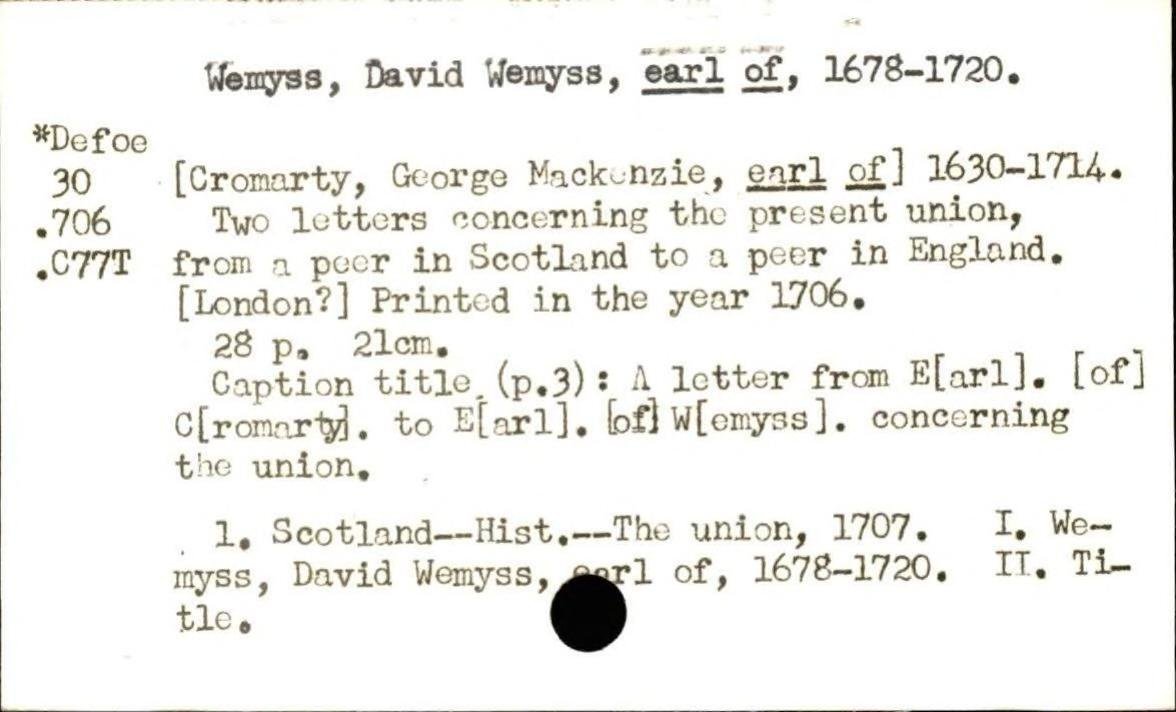 Wemyss, David Wemyss, earl of, 1678-1720.
*Defoe
30 [Cromarty, George Mackenzie, earl of] 1630-1714.
.706 Two letters concerning the present union,
.C77T from a peer in Scotland to a peer in England.
[London?] Printed in the year 1706.
28 p. 21cm.
Caption title (p.3): A letter from E[arl]. [of]
C[romarty]. to E[arl]. [of] W[emyss]. concerning
the union.
1. Scotland--Hist.--The union, 1707. I. We-
myss, David Wemyss, earl of, 1678-1720. II. Ti-
tle.